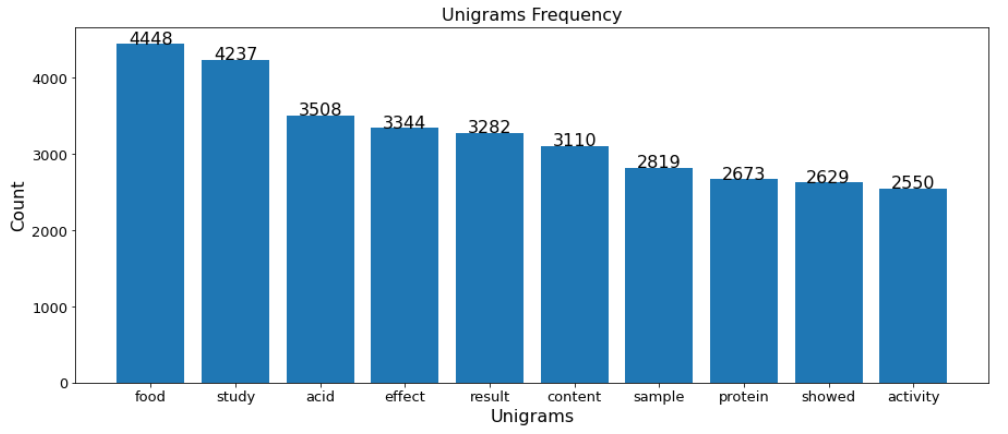 Unigrams Frequency
4448 4237 3508 3344 3282 3110 2819 2673 2629 2550
Count
4000
3000
2000
1000
0
food study acid effect result content sample protein showed activity
Unigrams